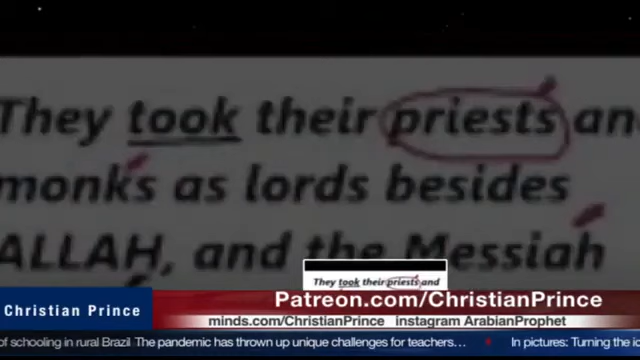 They took their priests an
monks as lords besides
ALLAH, and the Messiah
They took their priests and
Christian Prince
Patreon.com/ChristianPrince
minds.com/ChristianPrince instagram ArabianProphet
of schooling in rural Brazil The pandemic has thrown up unique challenges for teachers... In pictures: Turning the ic